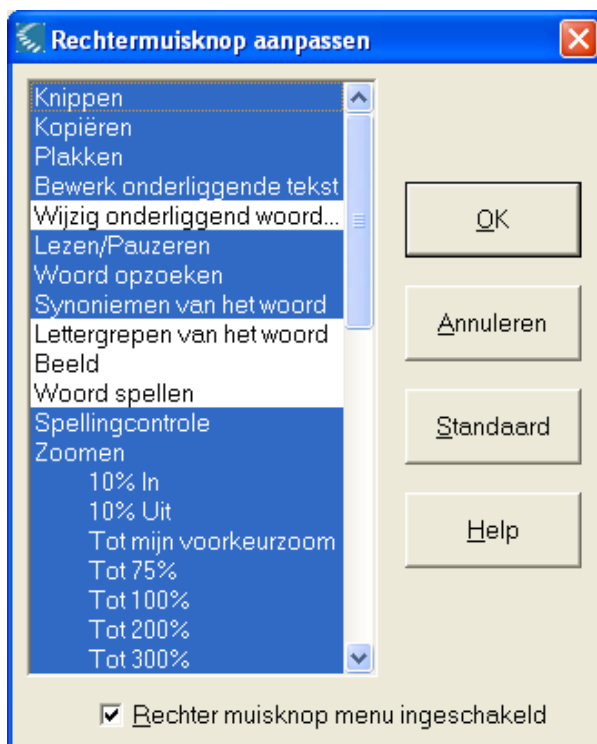 Rechtermuisknop aanpassen
Knippen
Kopiëren
Plakken
Bewerk onderliggende tekst
Wijzig onderliggend woord...
Lezen/Pauzeren
Woord opzoeken
Synoniemen van het woord
Lettergrepen van het woord
Beeld
Woord spellen
Spellingcontrole
Zoomen
10% In
10% Uit
Tot mijn voorkeurzoom
Tot 75%
Tot 100%
Tot 200%
Tot 300%
OK
Annuleren
Standaard
Help
Rechter muisknop menu ingeschakeld